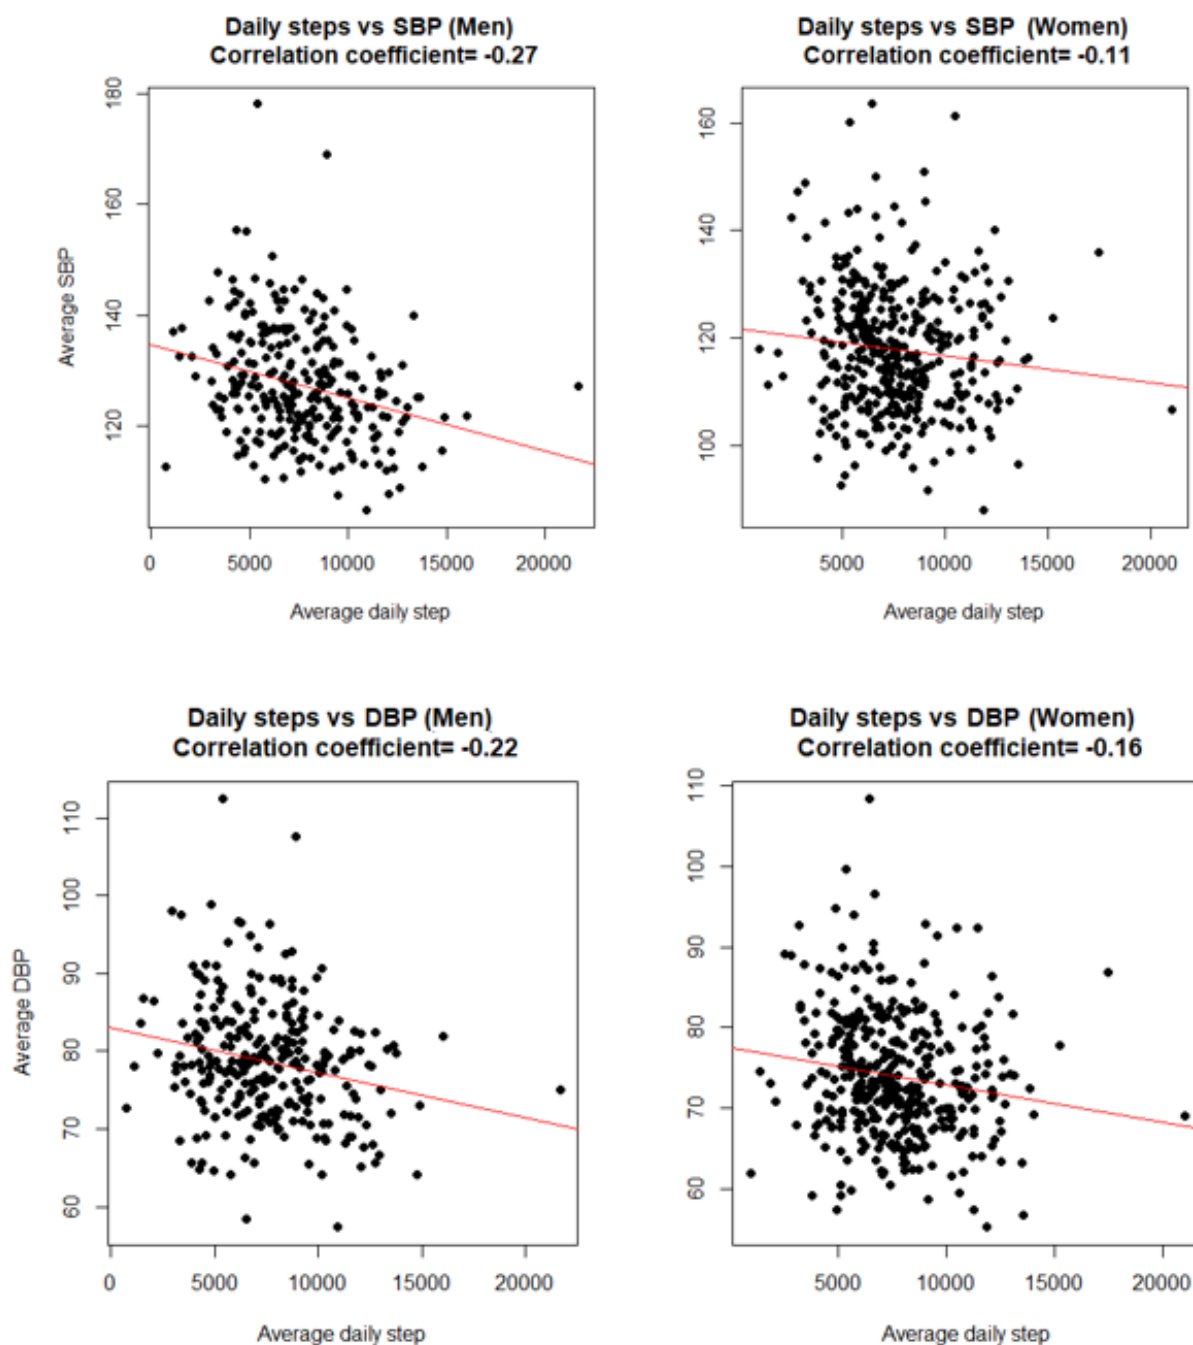 Daily steps vs SBP (Men)
Correlation coefficient= -0.27
Average SBP
180
160
140
120
0 5000 10000 15000 20000
Average daily step
Daily steps vs SBP (Women)
Correlation coefficient= -0.11
160
140
120
100
5000 10000 15000 20000
Average daily step
Daily steps vs DBP (Men)
Correlation coefficient= -0.22
Average DBP
110
100
90
80
70
60
0 5000 10000 15000 20000
Average daily step
Daily steps vs DBP (Women)
Correlation coefficient= -0.16
110
100
90
80
70
60
5000 10000 15000 20000
Average daily step